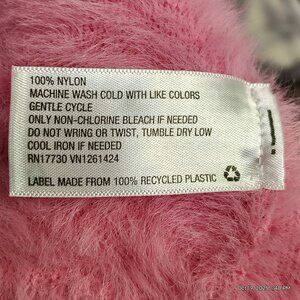 100% NYLON
MACHINE WASH COLD WITH LIKE COLORS
GENTLE CYCLE
ONLY NON-CHLORINE BLEACH IF NEEDED
DO NOT WRING OR TWIST, TUMBLE DRY LOW
COOL IRON IF NEEDED
RN17730 VN1261424
LABEL MADE FROM 100% RECYCLED PLASTIC